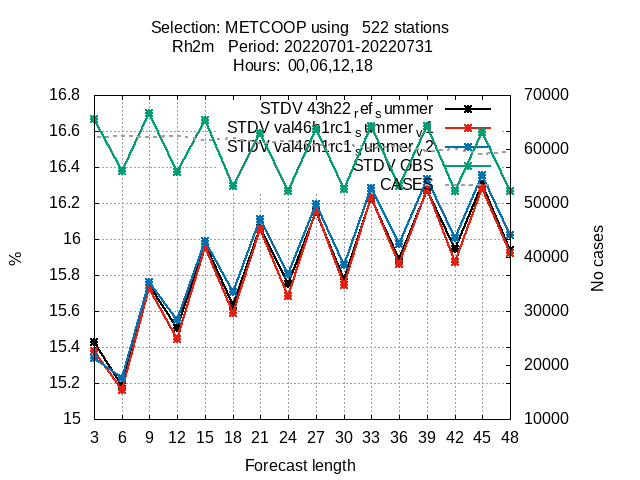 Selection: METCOOP using   522 stations
Rh2m   Period: 20220701-20220731
Hours:  00,06,12,18
16.8
16.6
16.4
16.2
16
15.8
15.6
15.4
15.2
15
%
STDV 43h22refsummer
STDV val46h1rc1summerv1
STDV val46h1rc1summerv2
STDV OBS
CASES
70000
60000
50000
40000
30000
20000
10000
No cases
3 6 9 12 15 18 21 24 27 30 33 36 39 42 45 48
Forecast length